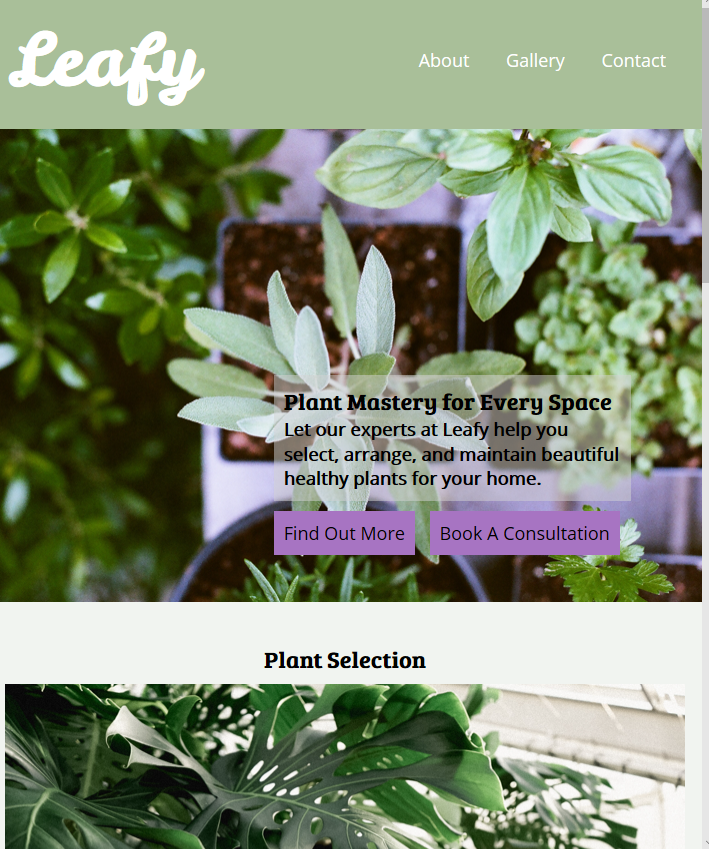 Leafy
About Gallery Contact
Plant Mastery for Every Space
Let our experts at Leafy help you
select, arrange, and maintain beautiful
healthy plants for your home.
Find Out More Book A Consultation
Plant Selection